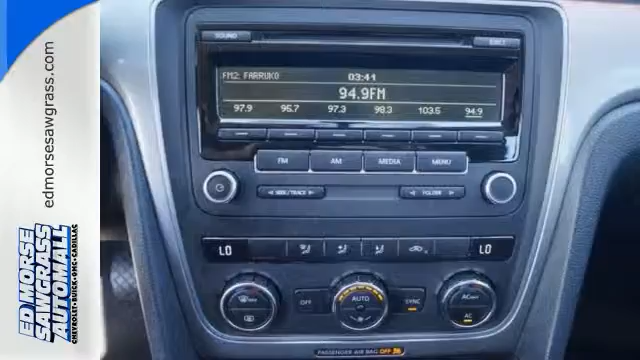 SOUND
EJECT
FM2: FARRUKO 03:41
94.9FM
97.9 95.7 97.3 98.3 103.5 94.9
FM AM MEDIA MENU
SEEK/TRACK FOLDER
LO LO
OFF AUTO SYNC AC
AC
PASSENGER AIR BAG OFF
edmorsesawgrass.com
ED MORSE
SAWGRASS
AUTOMALL
CHEVROLET•BUICK•GMC•CADILLAC